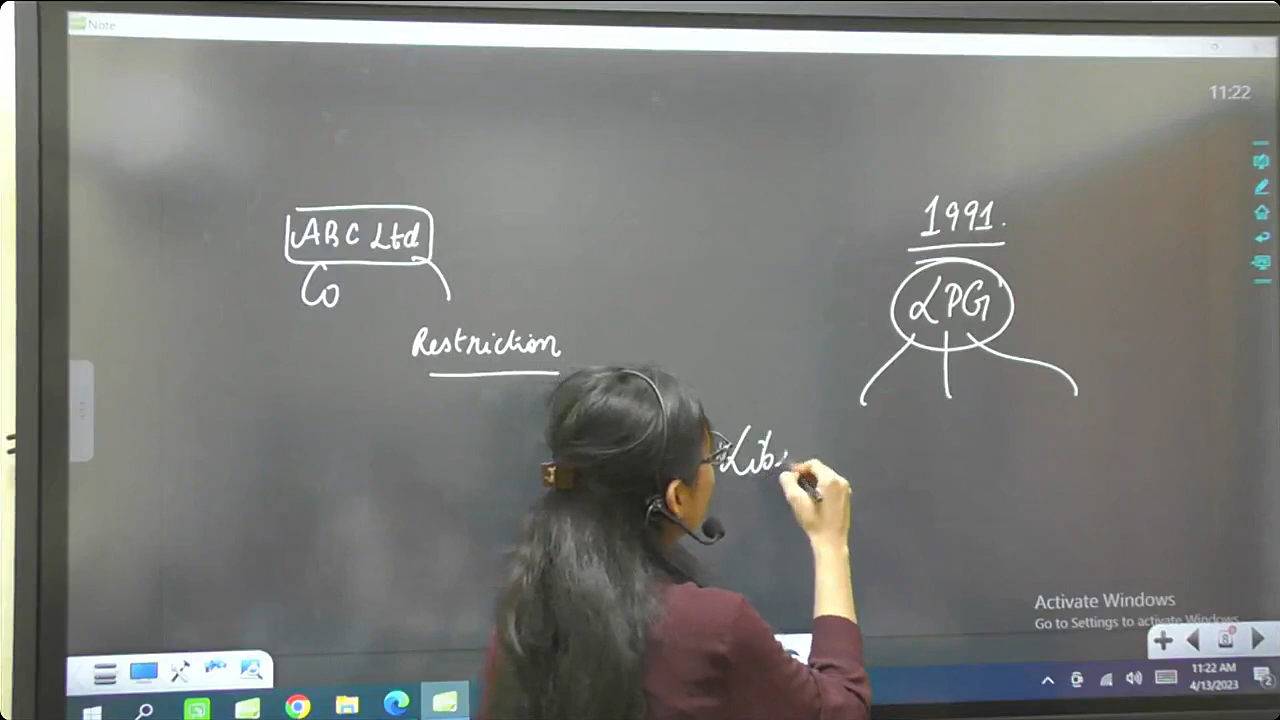 Note
11:22
ABC Ltd
Co
Restriction
1991.
LPG
Lib
Activate Windows
Go to Settings to activate Windows.
11:22 AM
4/13/2023